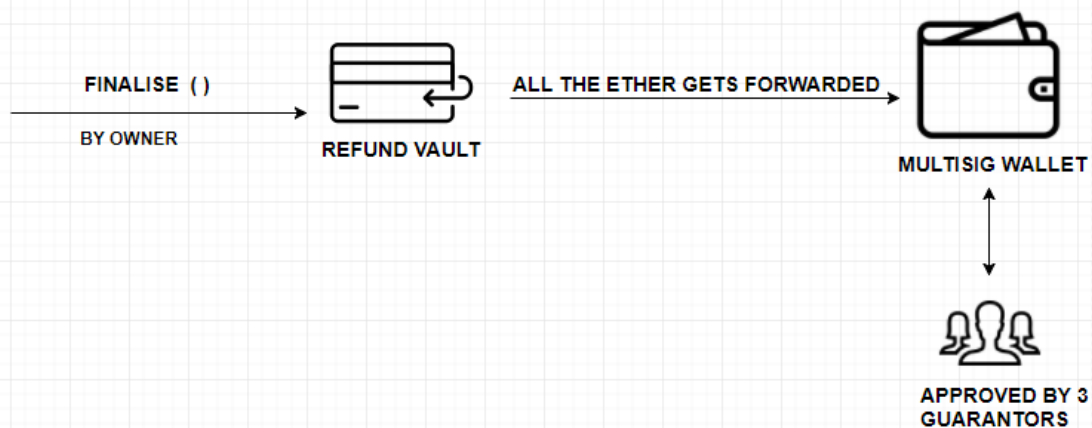 FINALISE ( )
BY OWNER
REFUND VAULT
ALL THE ETHER GETS FORWARDED
MULTISIG WALLET
APPROVED BY 3
GUARANTORS